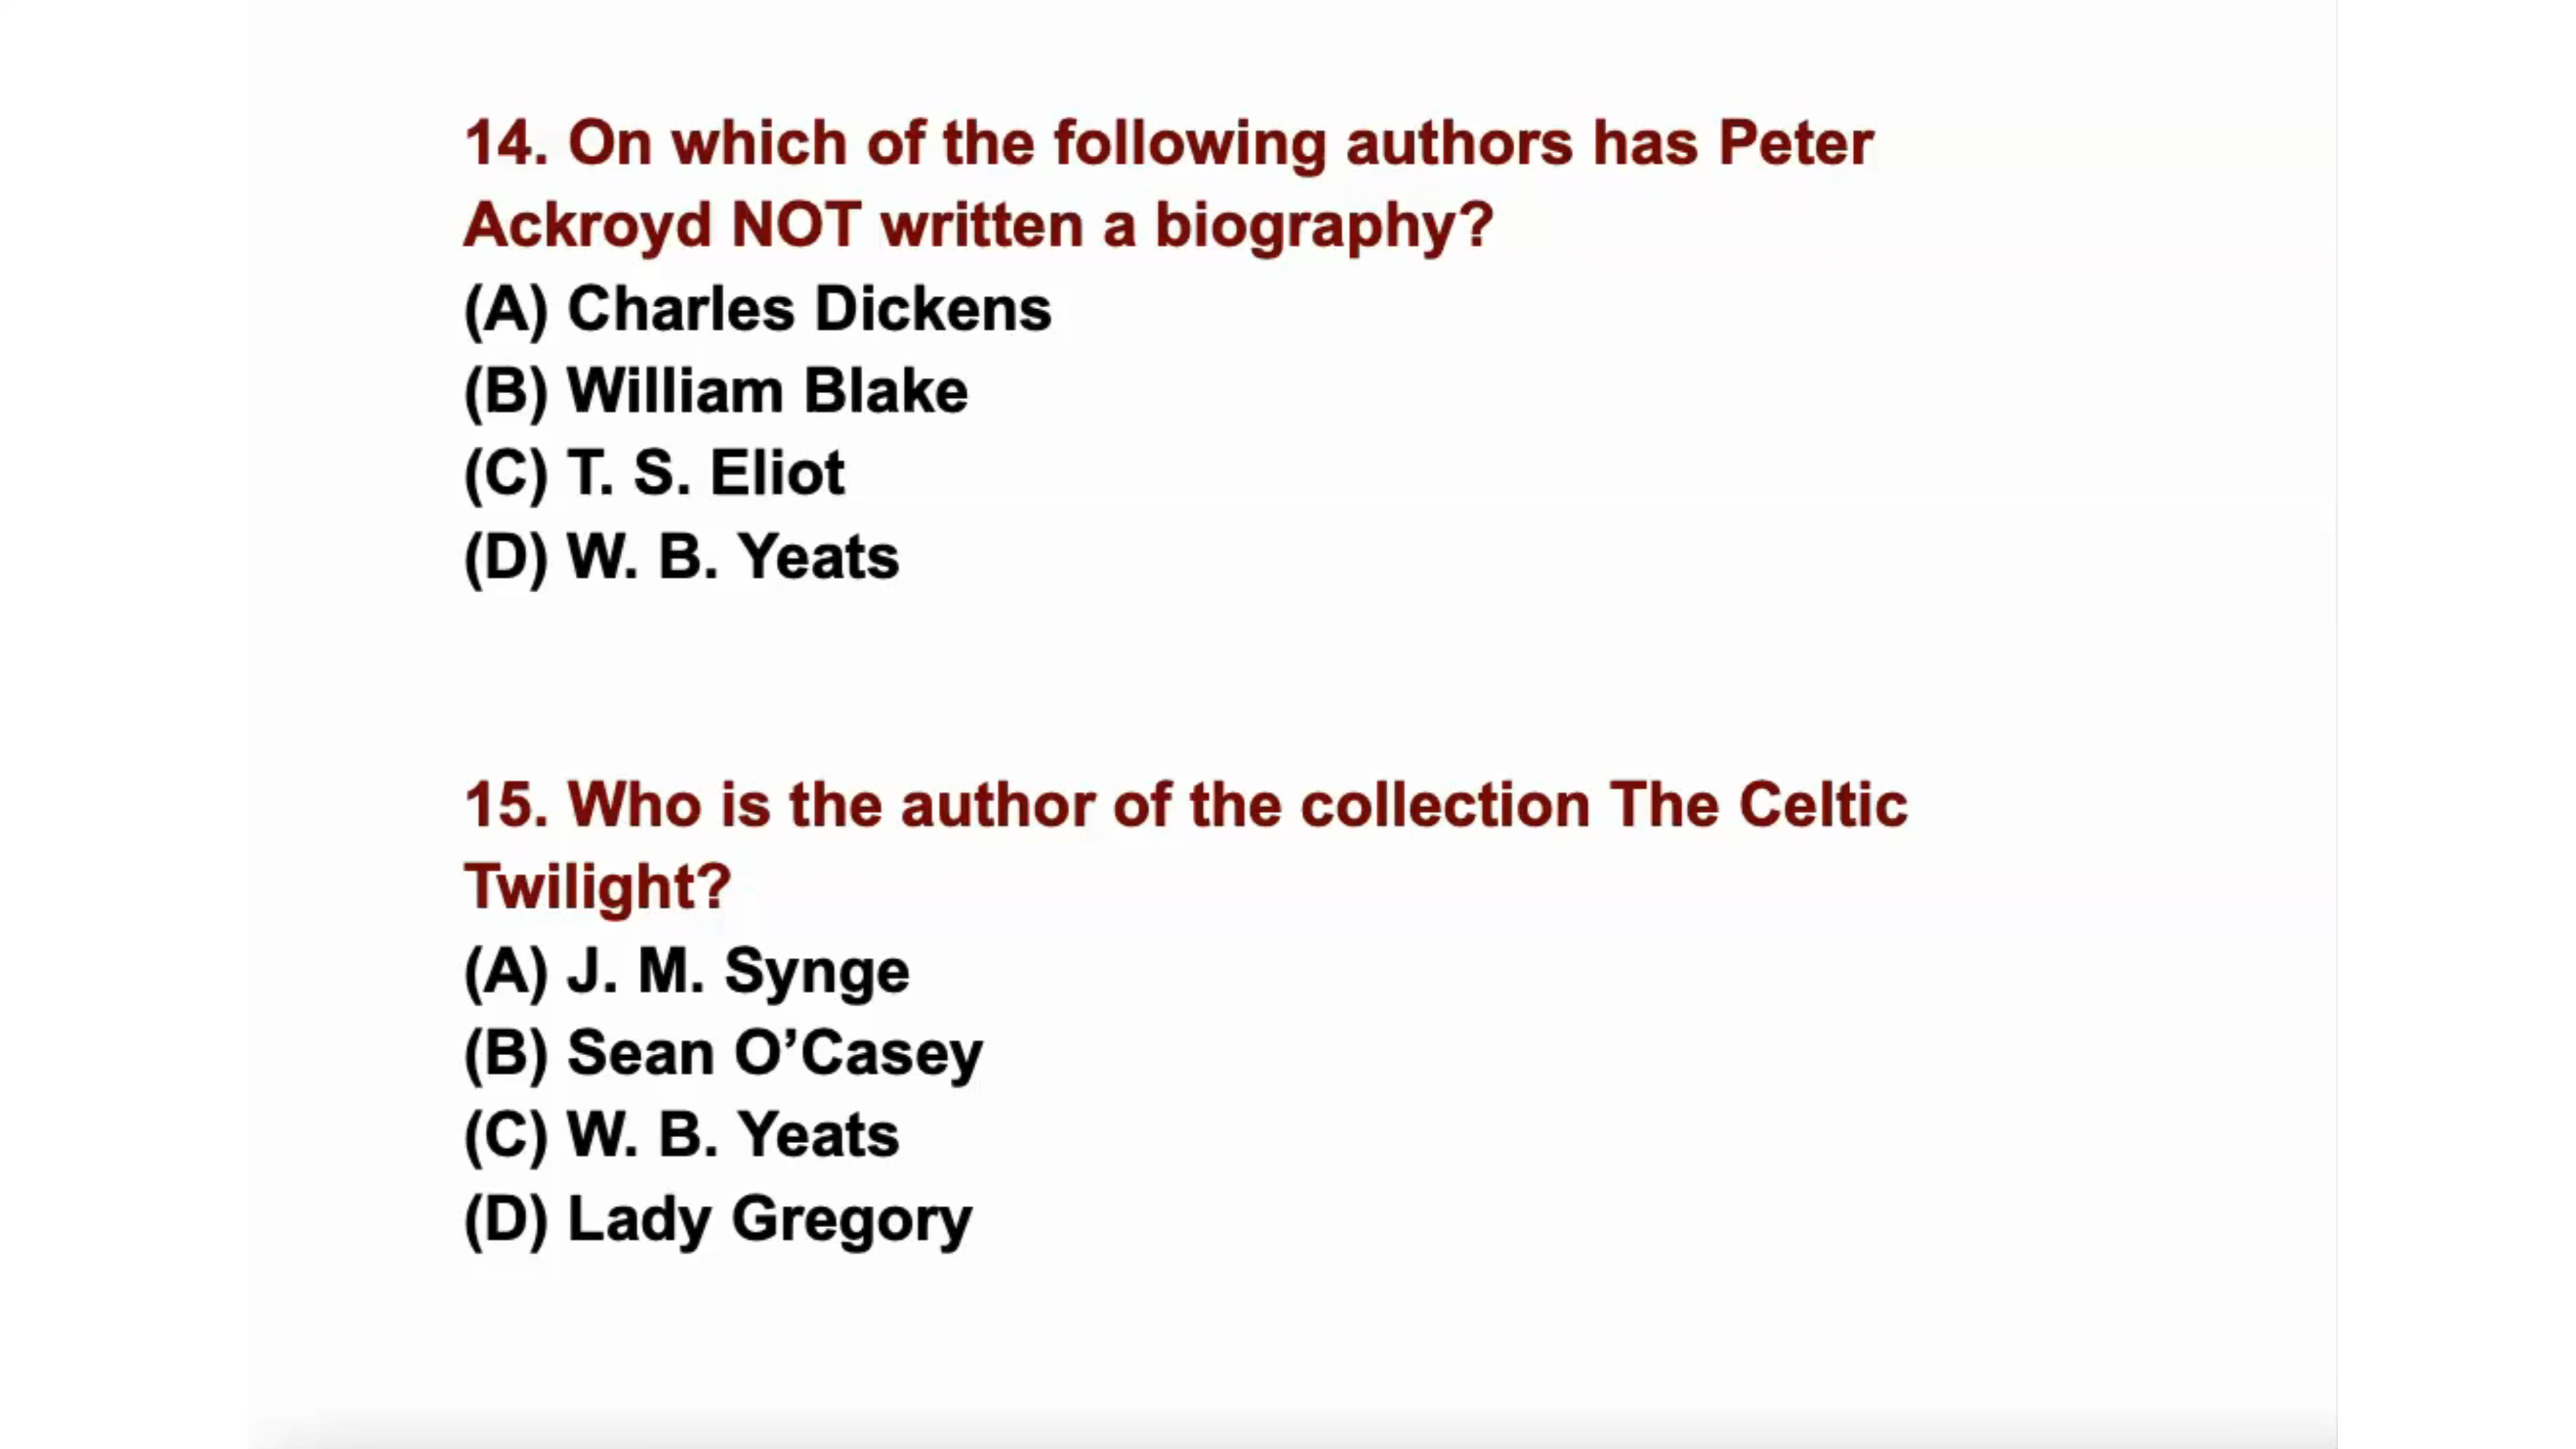 14. On which of the following authors has Peter
Ackroyd NOT written a biography?
(A) Charles Dickens
(B) William Blake
(C) T. S. Eliot
(D) W. B. Yeats
15. Who is the author of the collection The Celtic
Twilight?
(A) J. M. Synge
(B) Sean O’Casey
(C) W. B. Yeats
(D) Lady Gregory